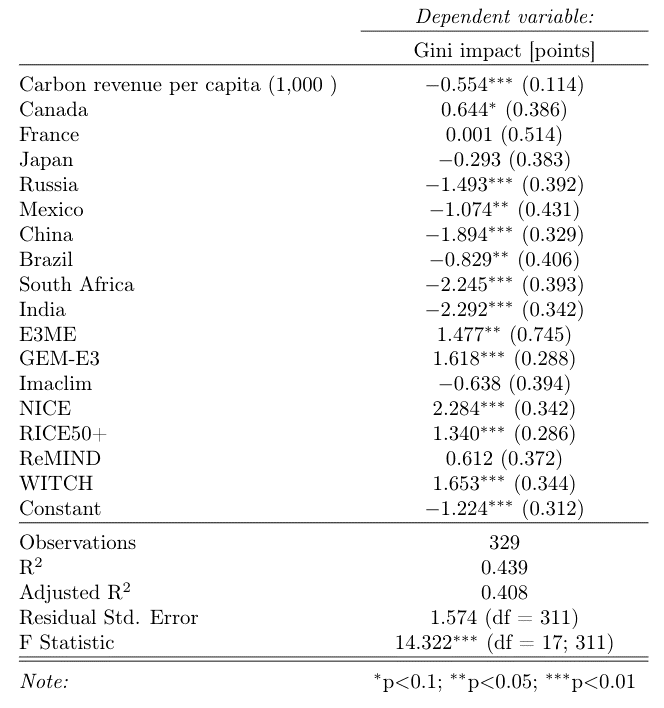 Dependent variable:
Gini impact [points]
Carbon revenue per capita (1,000 ) −0.554*** (0.114)
Canada 0.644* (0.386)
France 0.001 (0.514)
Japan −0.293 (0.383)
Russia −1.493*** (0.392)
Mexico −1.074** (0.431)
China −1.894*** (0.329)
Brazil −0.829** (0.406)
South Africa −2.245*** (0.393)
India −2.292*** (0.342)
E3ME 1.477** (0.745)
GEM-E3 1.618*** (0.288)
Imaclim −0.638 (0.394)
NICE 2.284*** (0.342)
RICE50+ 1.340*** (0.286)
ReMIND 0.612 (0.372)
WITCH 1.653*** (0.344)
Constant −1.224*** (0.312)
Observations 329
R² 0.439
Adjusted R² 0.408
Residual Std. Error 1.574 (df = 311)
F Statistic 14.322*** (df = 17; 311)
Note: *p<0.1; **p<0.05; ***p<0.01